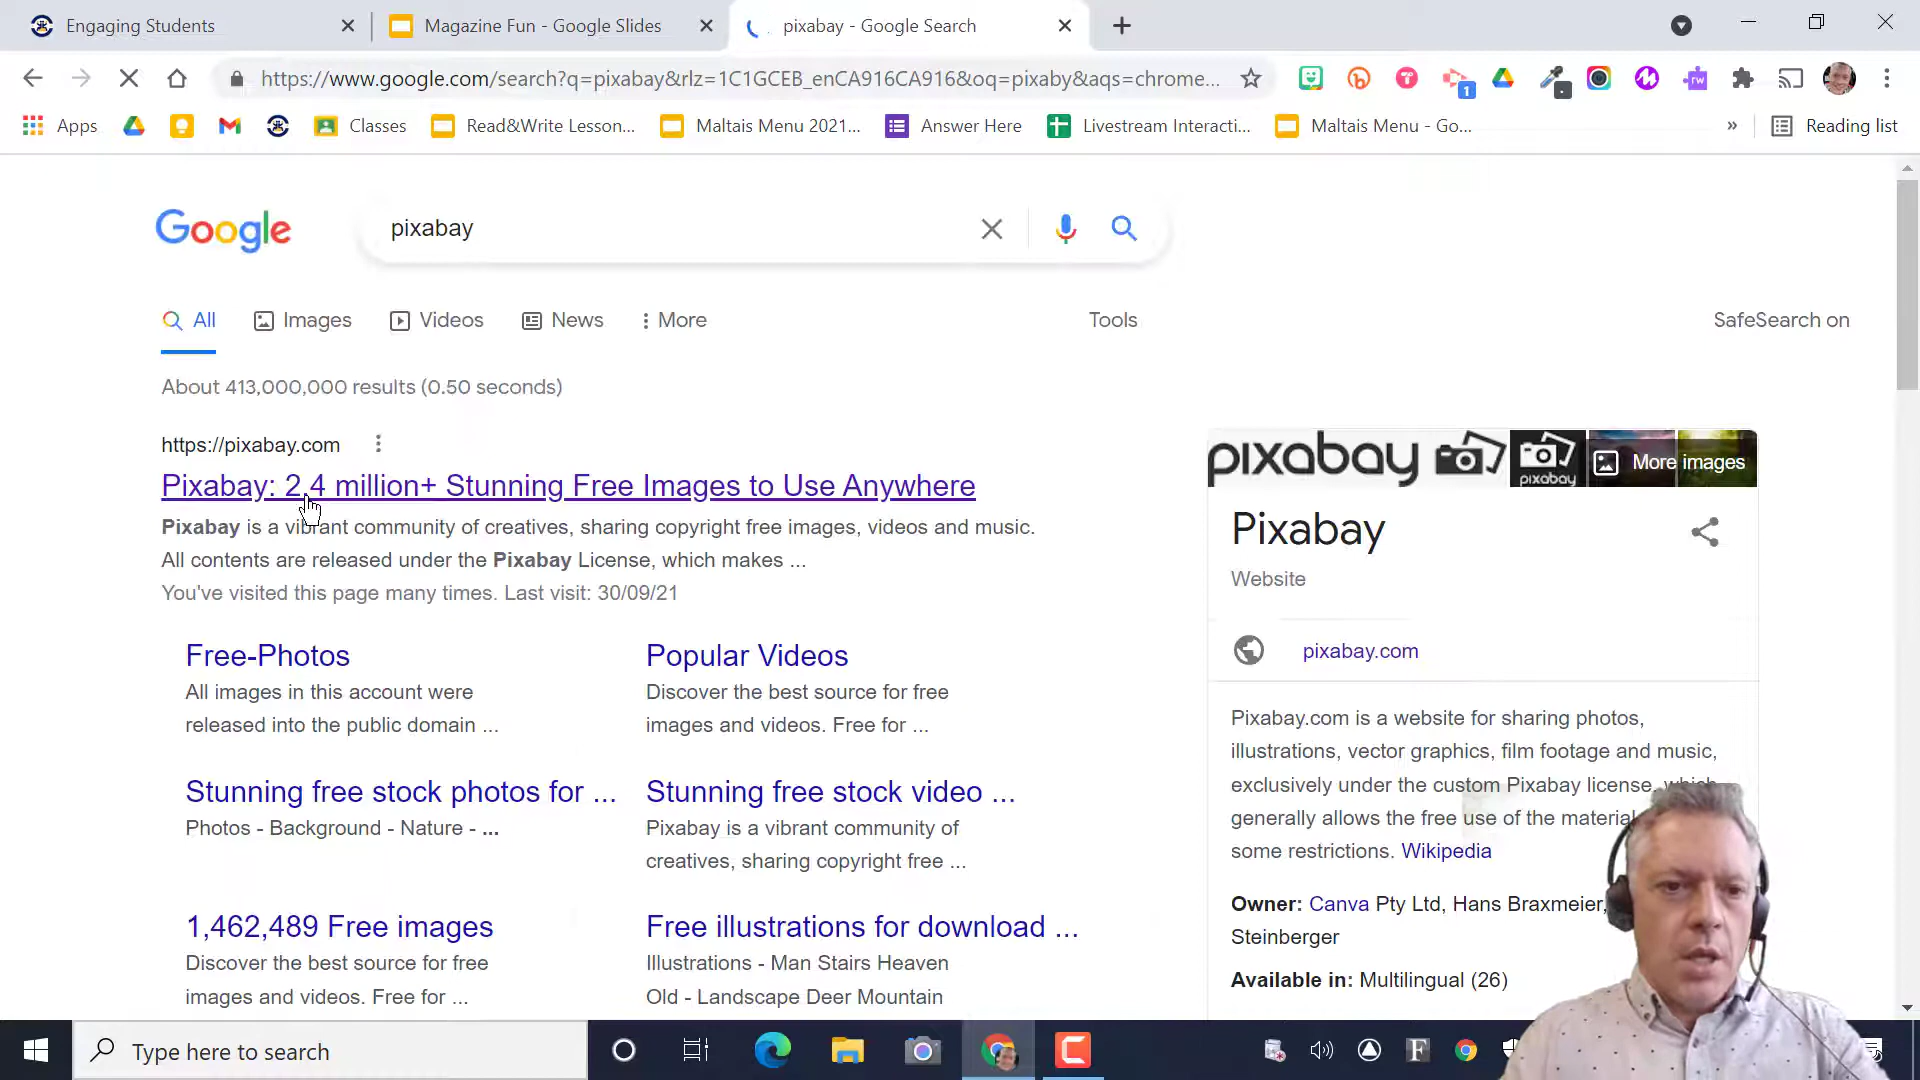 Engaging Students
Magazine Fun - Google Slides
pixabay - Google Search
https://www.google.com/search?q=pixabay&rlz=1C1GCEB_enCA916CA916&oq=pixaby&aqs=chrome...
1
rw
Apps
Classes
Read&Write Lesson...
Maltais Menu 2021...
Answer Here
Livestream Interacti...
Maltais Menu - Go...
»
Reading list
Google
pixabay
All
Images
Videos
News
More
Tools
SafeSearch on
About 413,000,000 results (0.50 seconds)
https://pixabay.com
Pixabay: 2.4 million+ Stunning Free Images to Use Anywhere
Pixabay is a vibrant community of creatives, sharing copyright free images, videos and music.
All contents are released under the Pixabay License, which makes ...
You've visited this page many times. Last visit: 30/09/21
Free-Photos
All images in this account were
released into the public domain ...
Popular Videos
Discover the best source for free
images and videos. Free for ...
Stunning free stock photos for ...
Photos - Background - Nature - ...
Stunning free stock video ...
Pixabay is a vibrant community of
creatives, sharing copyright free ...
1,462,489 Free images
Discover the best source for free
images and videos. Free for ...
Free illustrations for download ...
Illustrations - Man Stairs Heaven
Old - Landscape Deer Mountain
pixabay
pixabay
More images
Pixabay
Website
pixabay.com
Pixabay.com is a website for sharing photos,
illustrations, vector graphics, film footage and music,
exclusively under the custom Pixabay license, which
generally allows the free use of the material
some restrictions. Wikipedia
Owner: Canva Pty Ltd, Hans Braxmeier,
Steinberger
Available in: Multilingual (26)
Type here to search